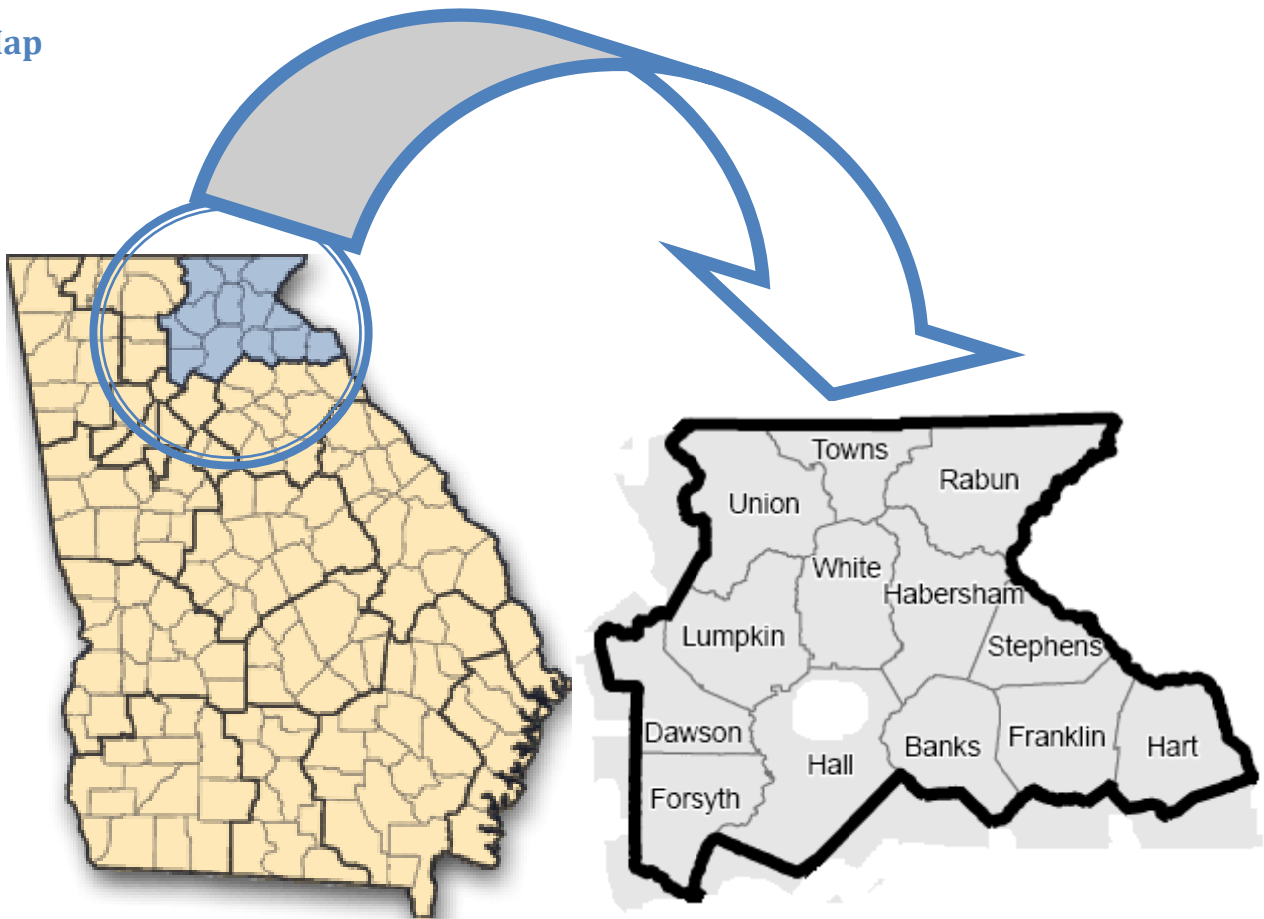 Towns
Rabun
Union
White
Habersham
Lumpkin
Stephens
Dawson
Banks
Franklin
Hart
Hall
Forsyth